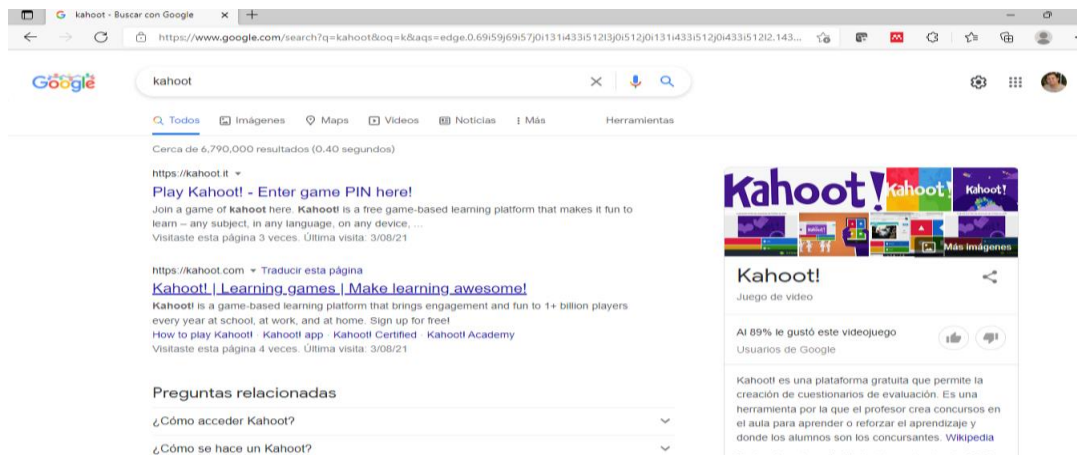 kahoot - Buscar con Google
https://www.google.com/search?q=kahoot&oq=k&aqs=edge.0.69i59j69i57j0i131i433i512l3j0i512j0i131i433i512j0i433i512l2.143...
Google
kahoot
Todos Imágenes Maps Videos Noticias Más Herramientas
Cerca de 6,790,000 resultados (0.40 segundos)
https://kahoot.it
Play Kahoot! - Enter game PIN here!
Join a game of kahoot here. Kahoot! is a free game-based learning platform that makes it fun to
learn – any subject, in any language, on any device, ...
Visitaste esta página 3 veces. Última visita: 3/08/21
https://kahoot.com Traducir esta página
Kahoot! | Learning games | Make learning awesome!
Kahoot! is a game-based learning platform that brings engagement and fun to 1+ billion players
every year at school, at work, and at home. Sign up for free!
How to play Kahoot! · Kahoot! app · Kahoot! Certified · Kahoot! Academy
Visitaste esta página 4 veces. Última visita: 3/08/21
Preguntas relacionadas
¿Cómo acceder Kahoot?
¿Cómo se hace un Kahoot?
Kahoot! Kahoot! Kahoot!
Más imágenes
Kahoot!
Juego de video
Al 89% le gustó este videojuego
Usuarios de Google
Kahoot! es una plataforma gratuita que permite la
creación de cuestionarios de evaluación. Es una
herramienta por la que el profesor crea concursos en
el aula para aprender o reforzar el aprendizaje y
donde los alumnos son los concursantes. Wikipedia